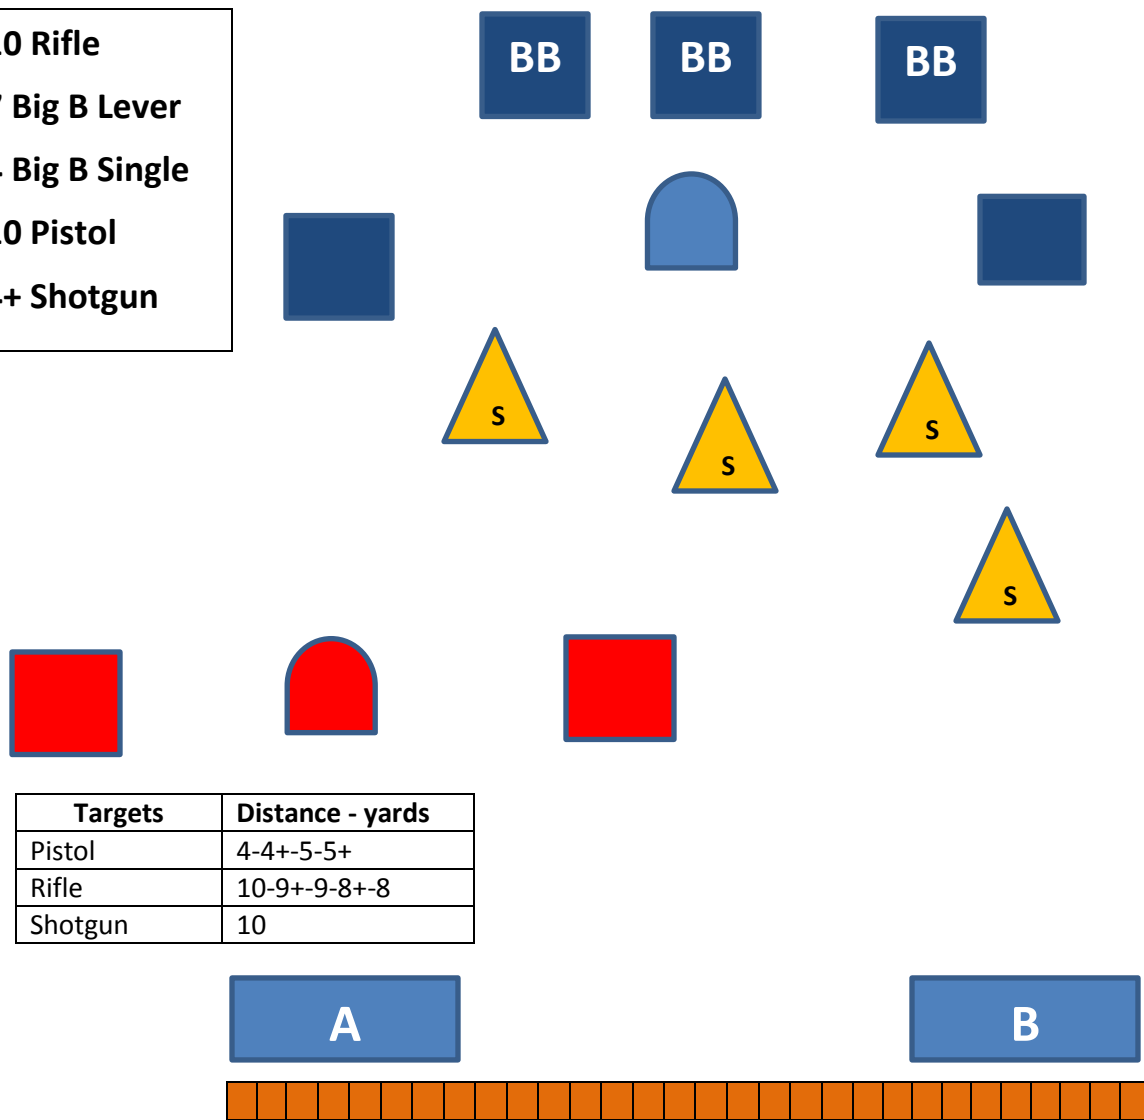 Rifle
Big B Lever
Big B Single
Pistol
Shotgun
BB BB BB
S
S
S
S
Targets Distance - yards
Pistol 4-4+-5-5+
Rifle 10-9+-9-8+-8
Shotgun 10
A B